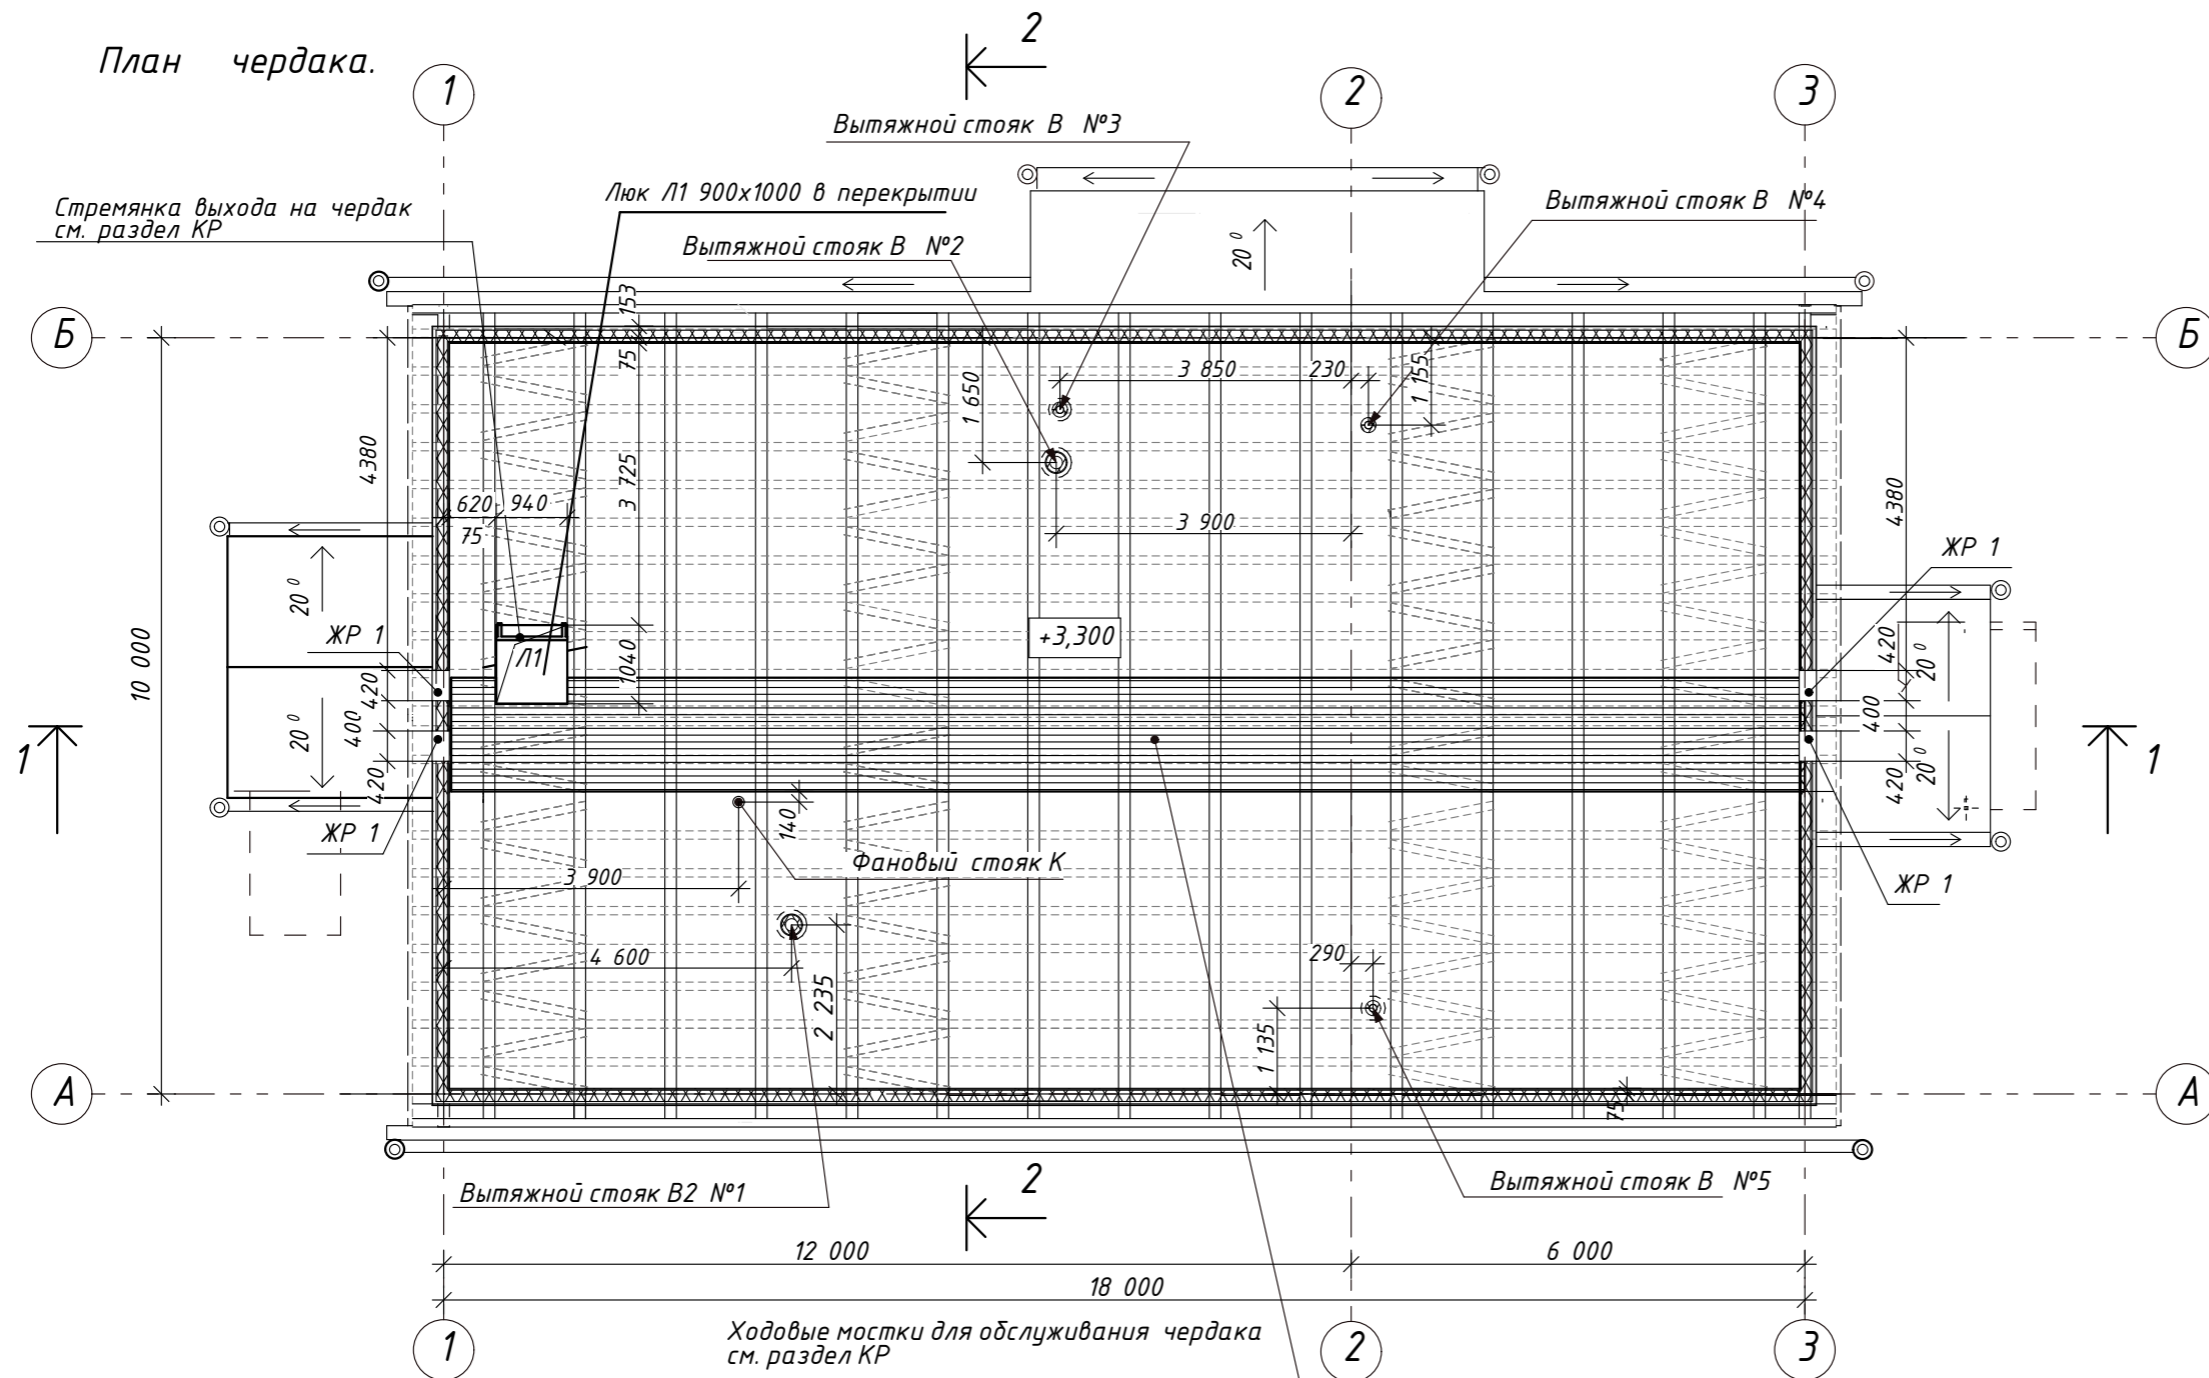 План чердака.
2
1
2
3
Вытяжной стояк В №3
Люк Л1 900х1000 в перекрытии
Стремянка выхода на чердак
см. раздел КР
Вытяжной стояк В №4
Вытяжной стояк В №2
20⁰
Б
Б
153
75
3 850
230
1 155
1 650
4380
4380
3 725
620
940
75
3 900
ЖР 1
20⁰
ЖР 1
+3,300
Л1
1040
10 000
420
400
420
20⁰
420
20⁰
400
420
20⁰
1
1
ЖР 1
140
Фановый стояк К
3 900
ЖР 1
4 600
2 235
290
1 135
75
А
А
Вытяжной стояк В2 №1
2
Вытяжной стояк В №5
12 000
6 000
18 000
Ходовые мостки для обслуживания чердака
см. раздел КР
1
2
3